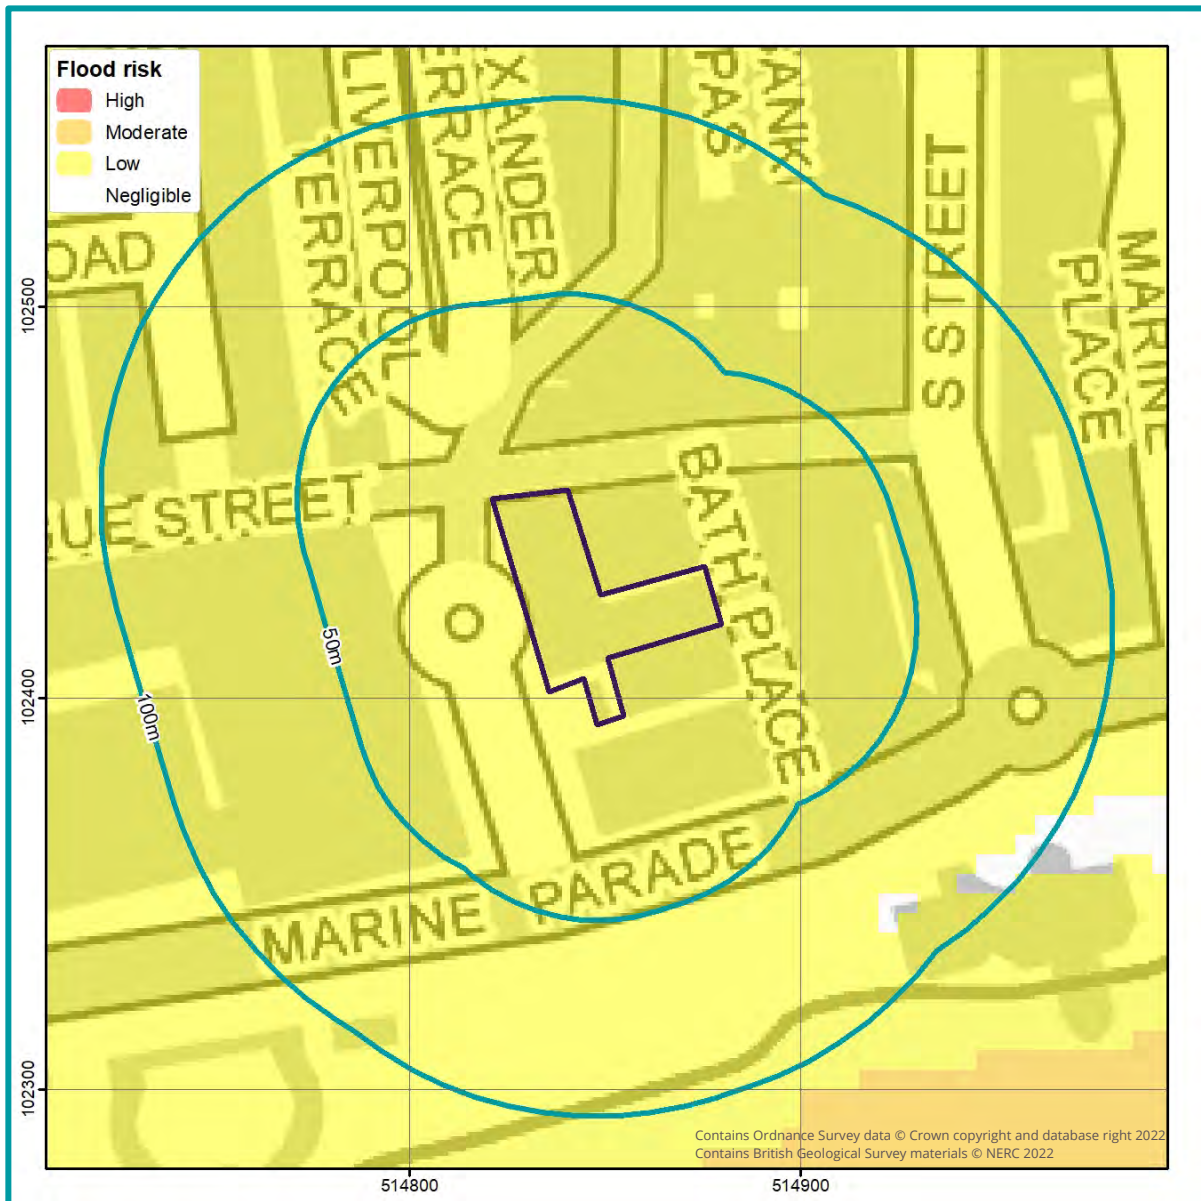 Flood risk
High
Moderate
Low
Negligible
LIVERPOOL
TERRACE
ERRACE
XANDER
PAS
ANK
S STREET
MARINE
PLACE
OAD
102500
GUE STREET
BATH PLACE
50m
100m
102400
MARINE PARADE
102300
Contains Ordnance Survey data © Crown copyright and database right 2022
Contains British Geological Survey materials © NERC 2022
514800
514900